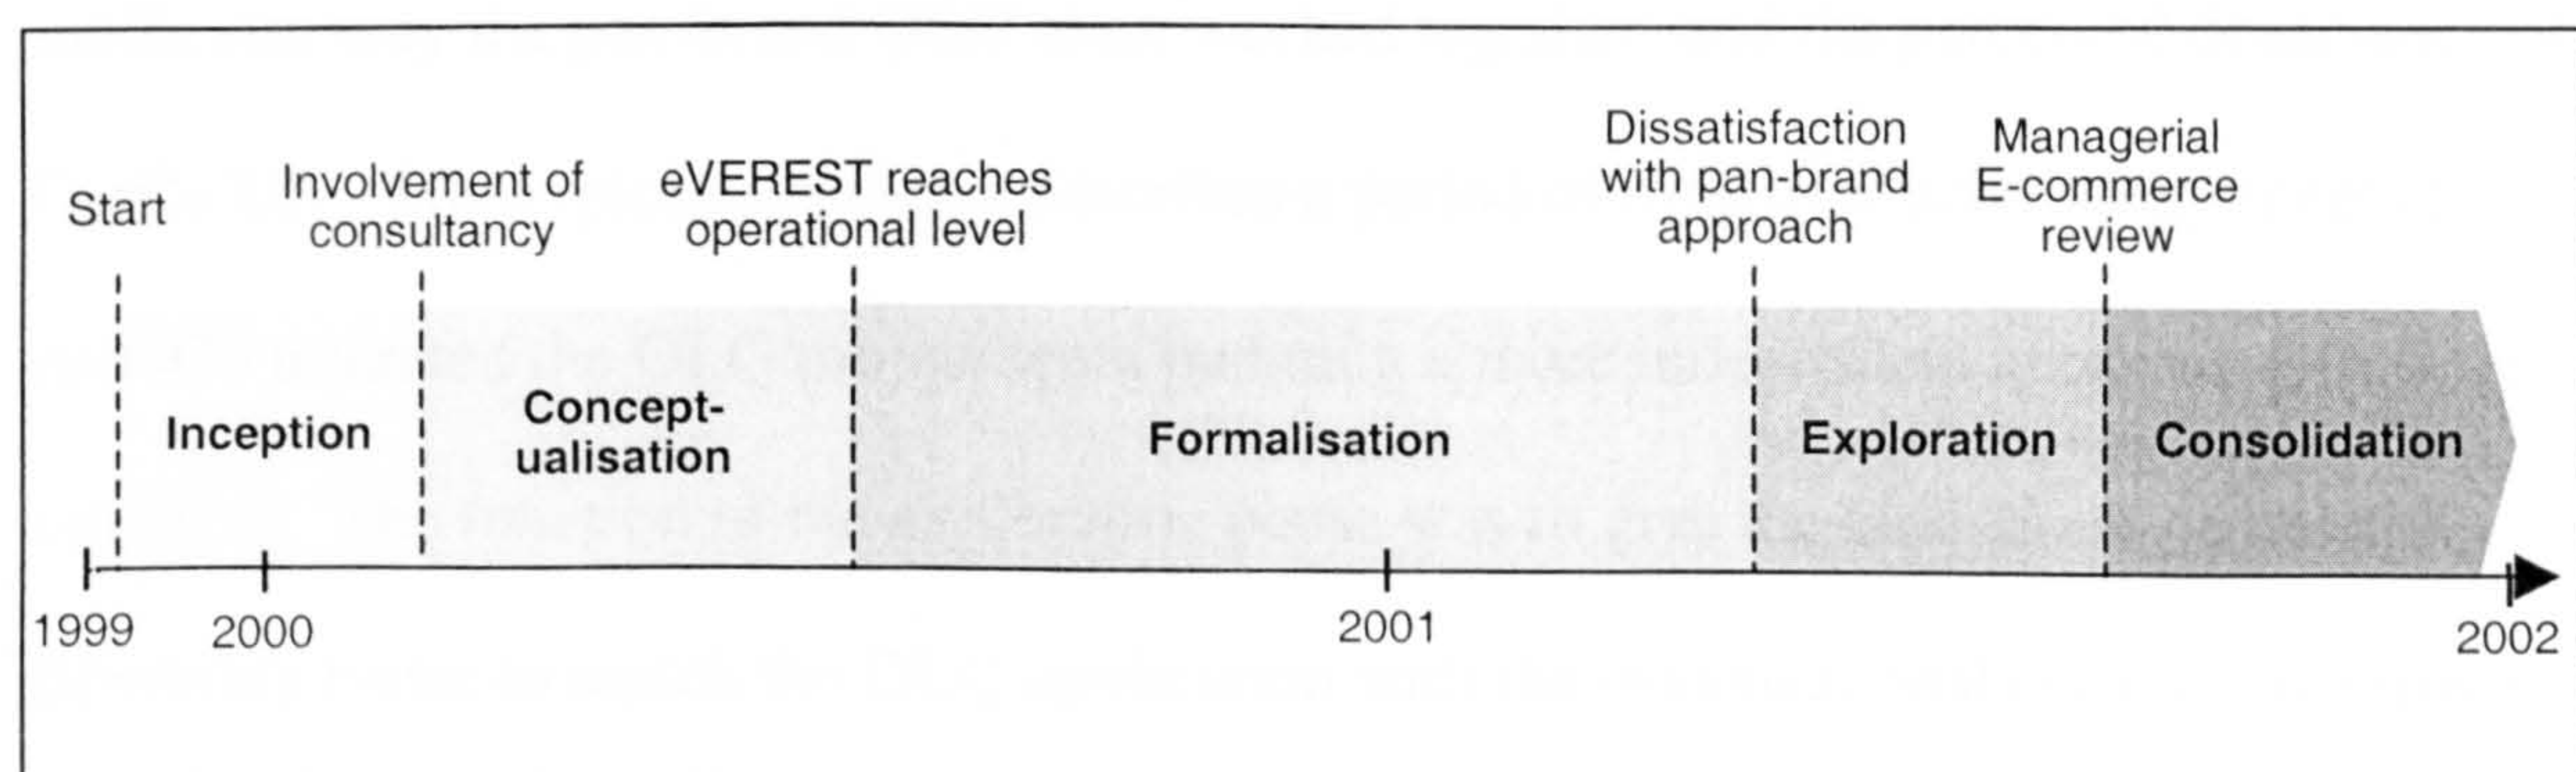 Start
Involvement of
consultancy
eVEREST reaches
operational level
Dissatisfaction
with pan-brand
approach
Managerial
E-commerce
review
Inception
Concept-
ualisation
Formalisation
Exploration
Consolidation
1999
2000
2001
2002